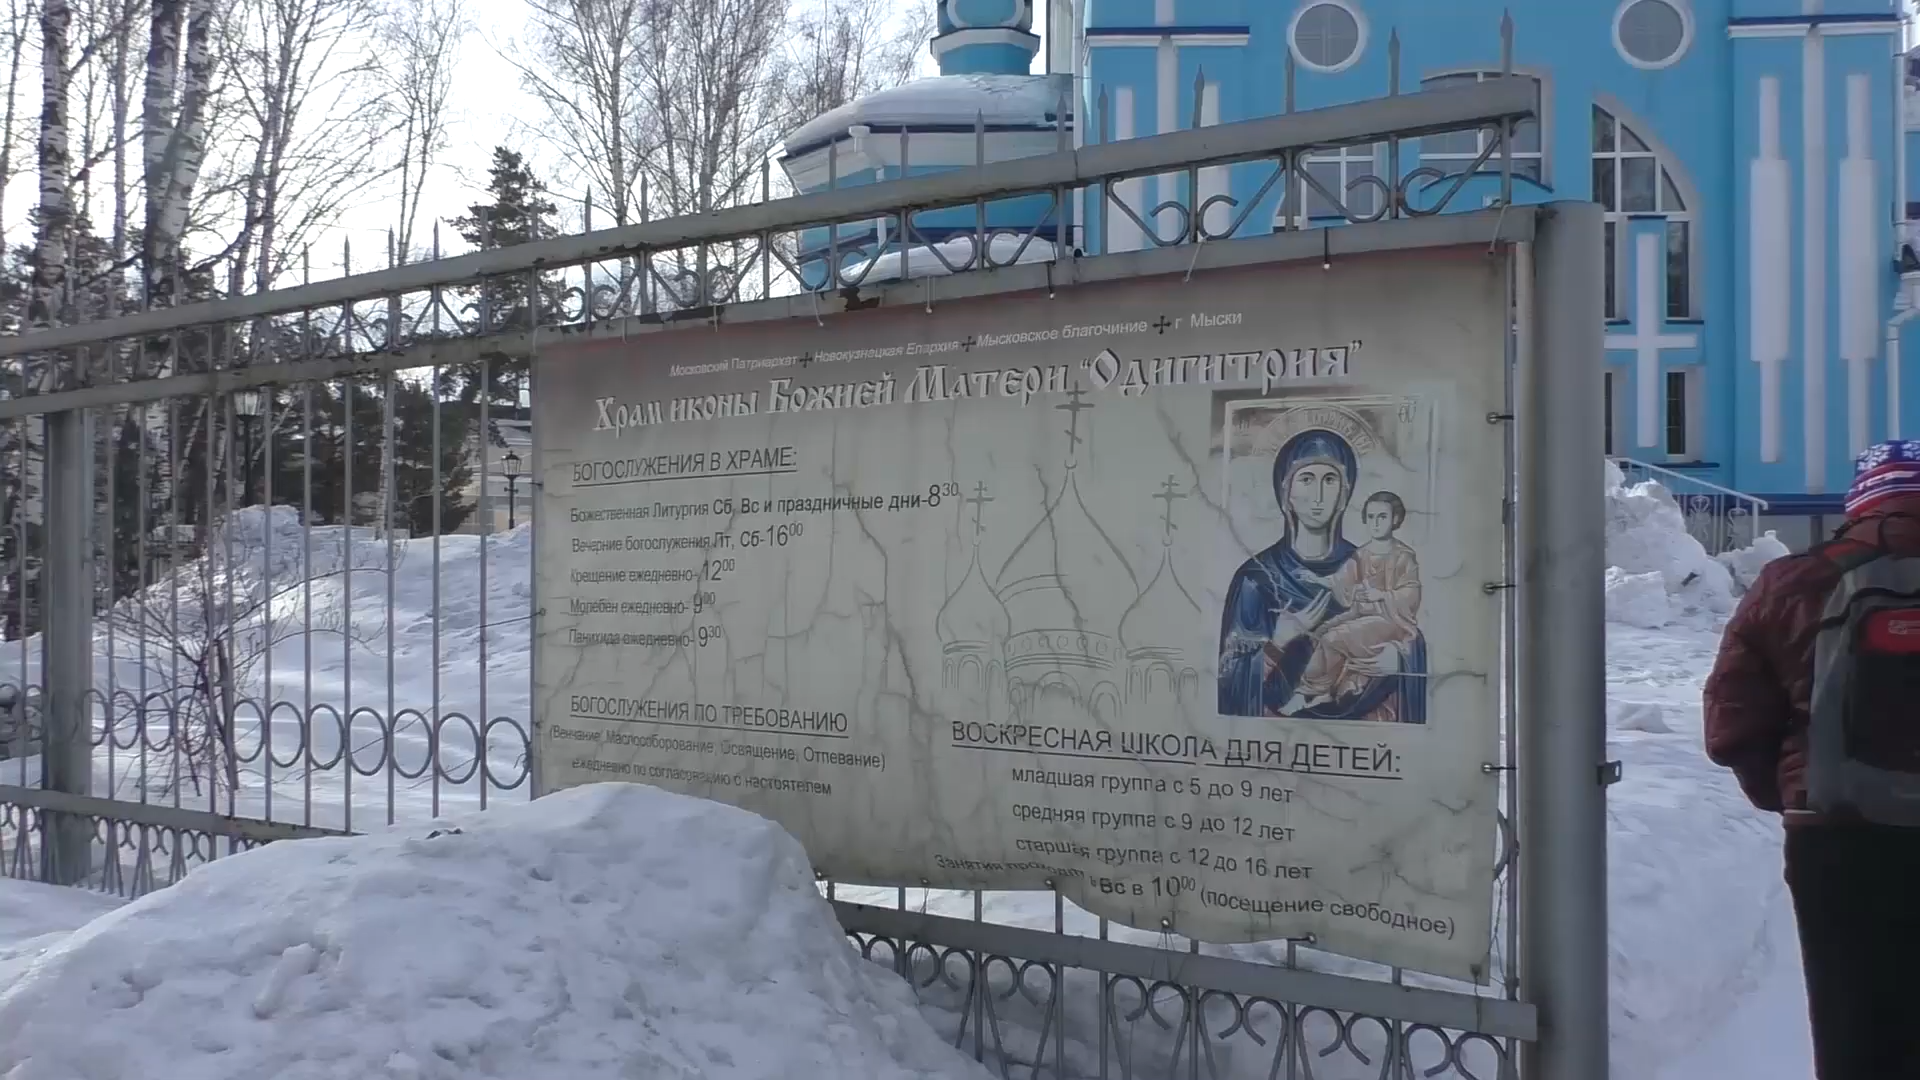 Московский Патриархат Новокузнецкая Епархия Мысковское благочиние г Мыски
Храм иконы Божией Матери "Одигитрия"
БОГОСЛУЖЕНИЯ В ХРАМЕ:
Божественная Литургия Сб, Вс и праздничные дни-8³⁰
Вечерние богослужения Пт, Сб-16⁰⁰
Крещение ежедневно-12⁰⁰
Молебен ежедневно-9⁰⁰
Панихида ежедневно-9³⁰
БОГОСЛУЖЕНИЯ ПО ТРЕБОВАНИЮ
(Венчание, Маслособорование, Освящение, Отпевание)
ежедневно по согласованию с настоятелем
ВОСКРЕСНАЯ ШКОЛА ДЛЯ ДЕТЕЙ:
младшая группа с 5 до 9 лет
средняя группа с 9 до 12 лет
старшая группа с 12 до 16 лет
Занятия проходят в Вс в 10⁰⁰ (посещение свободное)